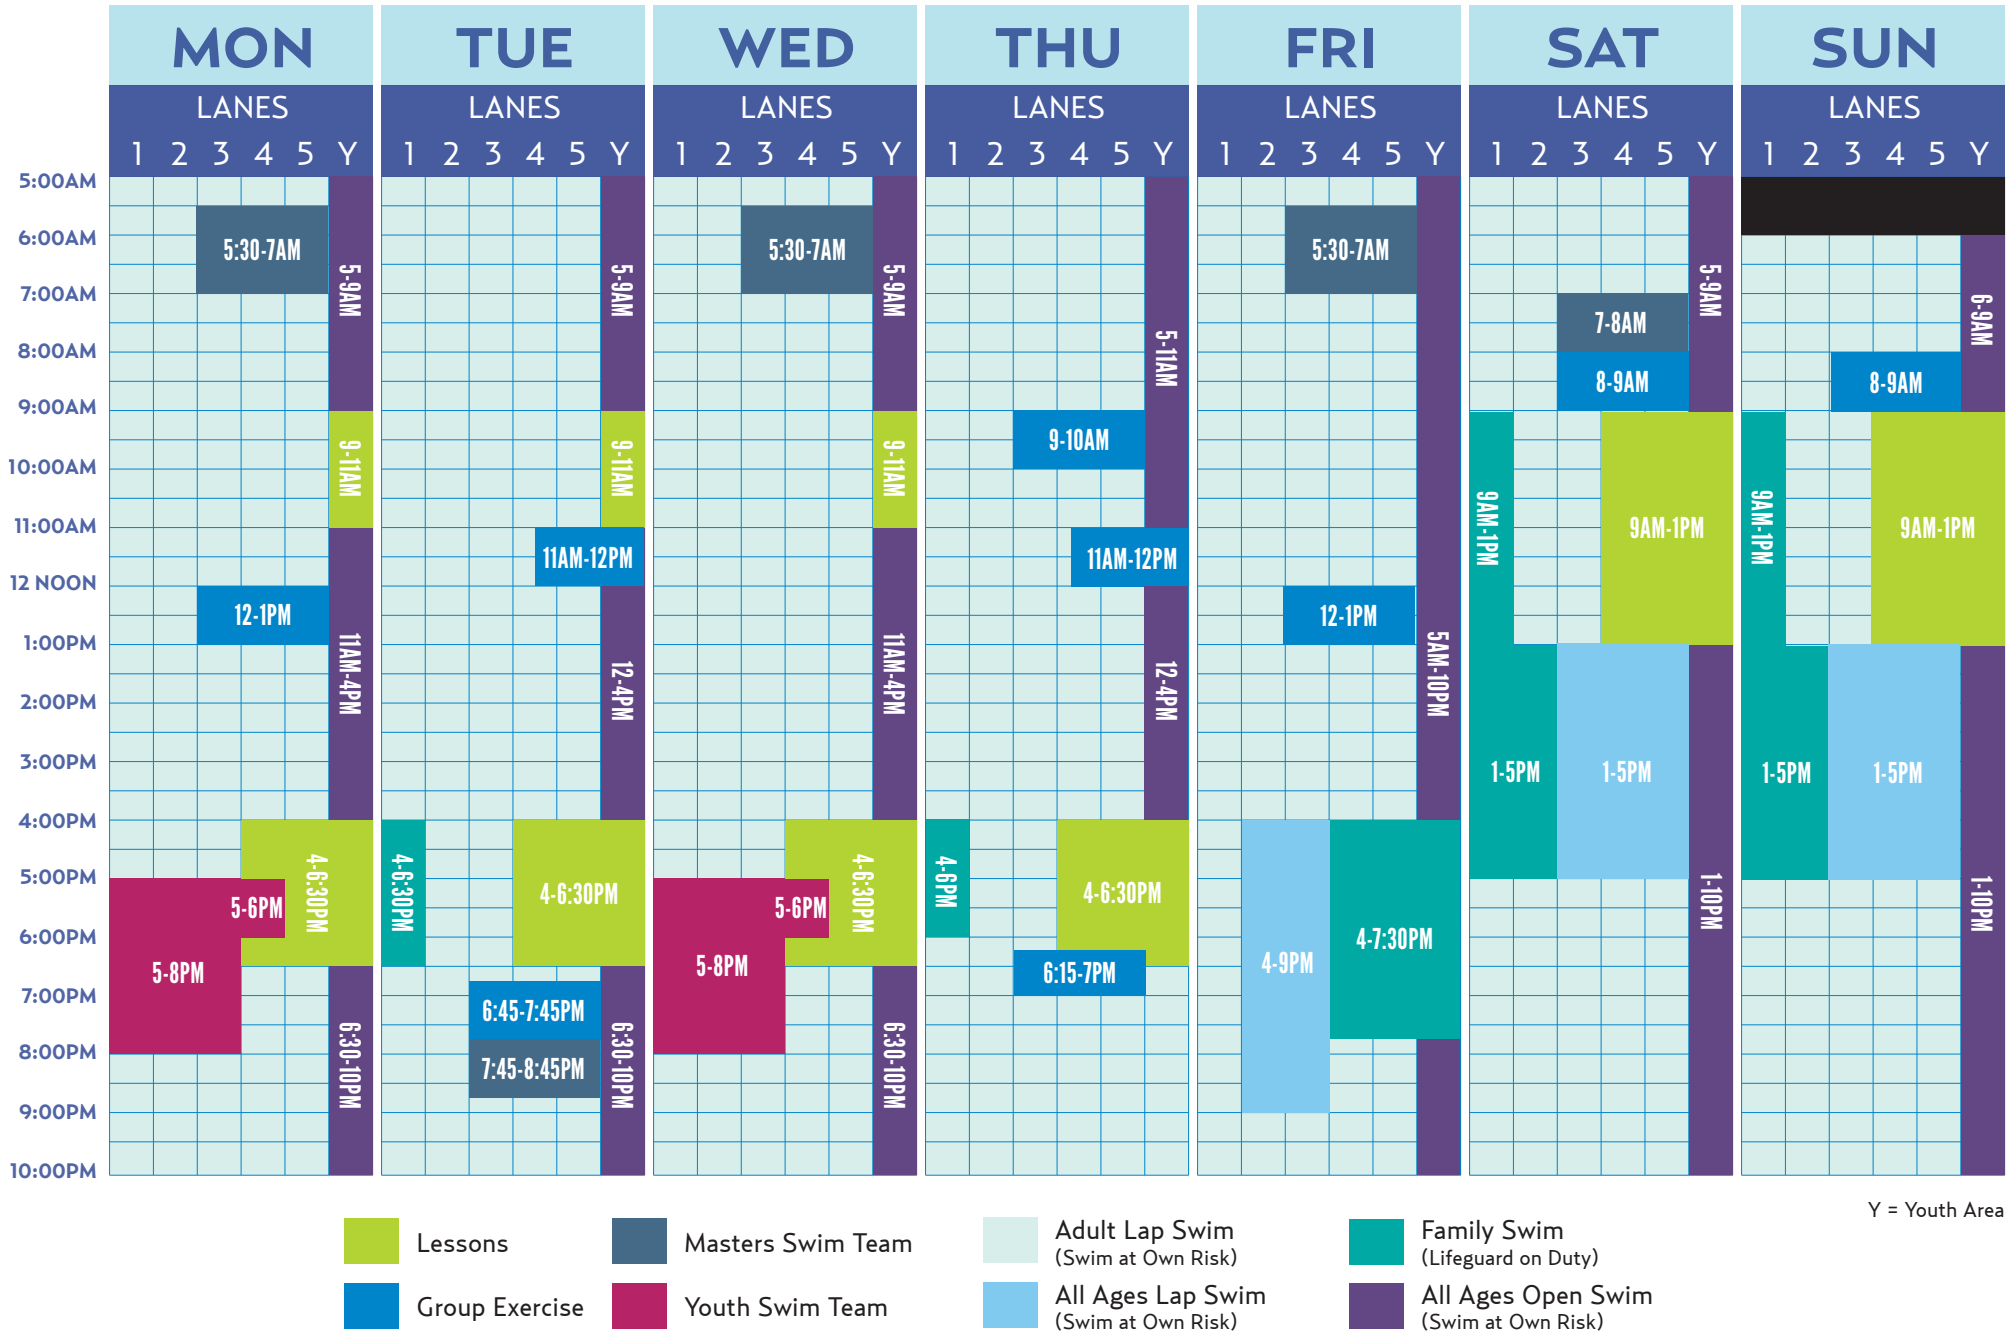 MON TUE WED THU FRI SAT SUN
LANES LANES LANES LANES LANES LANES LANES
1 2 3 4 5 Y 1 2 3 4 5 Y 1 2 3 4 5 Y 1 2 3 4 5 Y 1 2 3 4 5 Y 1 2 3 4 5 Y 1 2 3 4 5 Y
5:00AM
6:00AM
7:00AM
8:00AM
9:00AM
10:00AM
11:00AM
12 NOON
1:00PM
2:00PM
3:00PM
4:00PM
5:00PM
6:00PM
7:00PM
8:00PM
9:00PM
10:00PM
5:30-7AM
5-9AM
9-11AM
12-1PM
11AM-4PM
4-6:30PM
5-6PM
5-8PM
6:30-10PM
5-9AM
9-11AM
11AM-12PM
12-4PM
4-6:30PM
4-6:30PM
6:45-7:45PM
7:45-8:45PM
6:30-10PM
5:30-7AM
5-9AM
9-11AM
11AM-4PM
4-6:30PM
5-6PM
5-8PM
6:30-10PM
5-11AM
9-10AM
11AM-12PM
12-4PM
4-6PM
4-6:30PM
6:15-7PM
5:30-7AM
12-1PM
5AM-10PM
4-9PM
4-7:30PM
5-9AM
7-8AM
8-9AM
9AM-1PM
9AM-1PM
1-5PM
1-5PM
1-10PM
6-9AM
8-9AM
9AM-1PM
9AM-1PM
1-5PM
1-5PM
1-10PM
Y = Youth Area
Lessons
Group Exercise
Masters Swim Team
Youth Swim Team
Adult Lap Swim
(Swim at Own Risk)
All Ages Lap Swim
(Swim at Own Risk)
Family Swim
(Lifeguard on Duty)
All Ages Open Swim
(Swim at Own Risk)